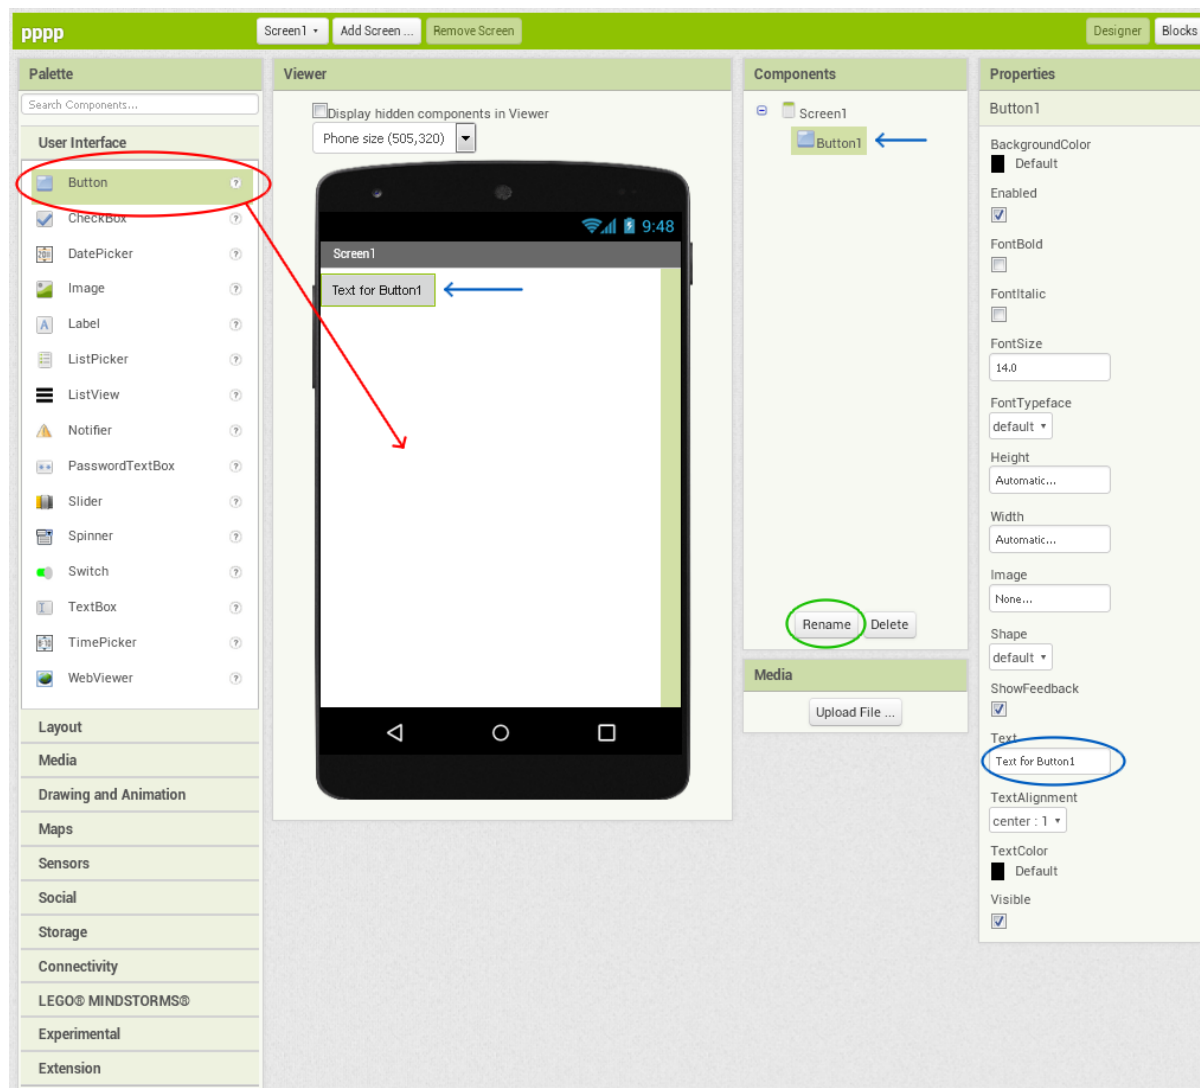 pppp
Screen1
Add Screen ...
Remove Screen
Designer
Blocks
Palette
Search Components...
User Interface
Button
?
CheckBox
?
DatePicker
?
Image
?
Label
?
ListPicker
?
ListView
?
Notifier
?
PasswordTextBox
?
Slider
?
Spinner
?
Switch
?
TextBox
?
TimePicker
?
WebViewer
?
Layout
Media
Drawing and Animation
Maps
Sensors
Social
Storage
Connectivity
LEGO® MINDSTORMS®
Experimental
Extension
Viewer
Display hidden components in Viewer
Phone size (505,320)
9:48
Screen1
Text for Button1
Components
Screen1
Button1
Rename
Delete
Media
Upload File ...
Properties
Button1
BackgroundColor
Default
Enabled
FontBold
FontItalic
FontSize
14.0
FontTypeface
default
Height
Automatic...
Width
Automatic...
Image
None...
Shape
default
ShowFeedback
Text
Text for Button1
TextAlignment
center : 1
TextColor
Default
Visible